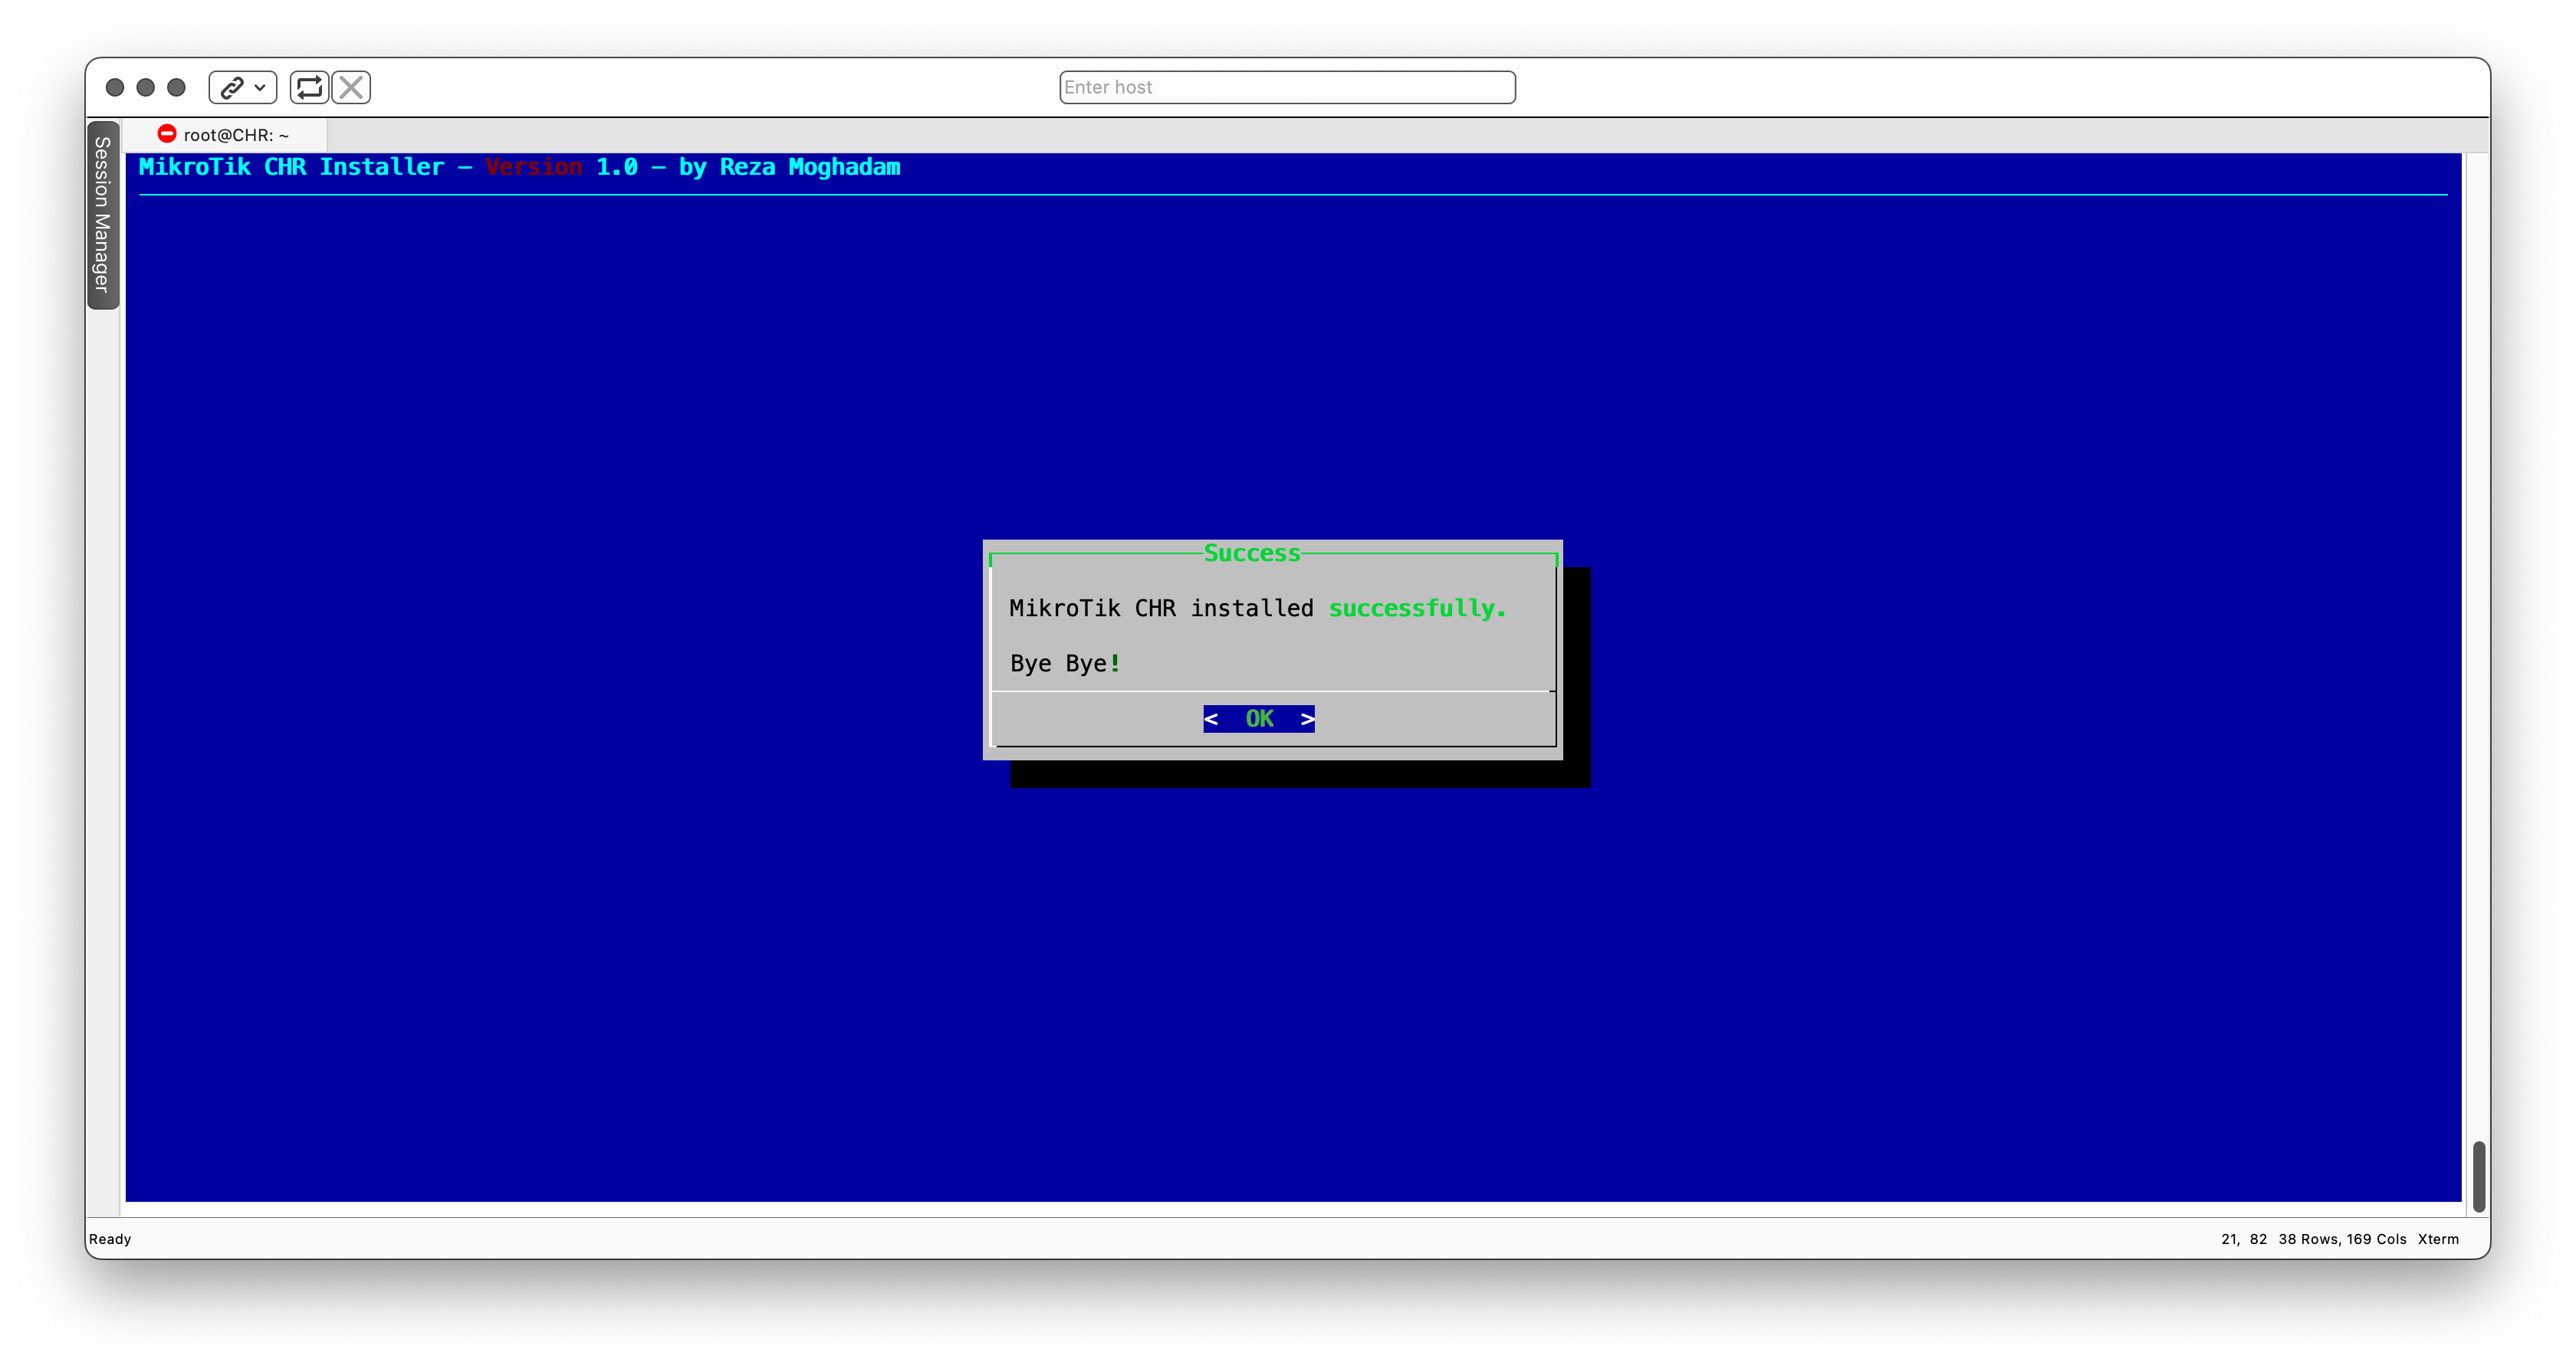 Enter host
root@CHR: ~
Session Manager
MikroTik CHR Installer — Version 1.0 — by Reza Moghadam
Success
MikroTik CHR installed successfully.
Bye Bye!
< OK >
Ready
21, 82 38 Rows, 169 Cols Xterm